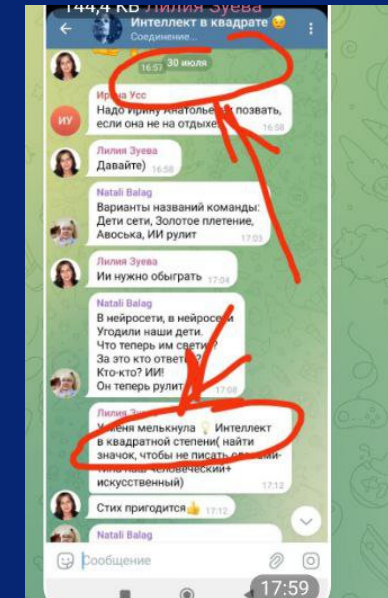 144,4 КБ Лилия Зуева
Интеллект в квадрате 😉
Соединение...
16:57
30 июля
Ирина Усс
ИУ
Надо Ирину Анатольевну позвать,
если она не на отдыхе.
16:58
Лилия Зуева
Давайте) 16:58
Natali Balag
Варианты названий команды:
Дети сети, Золотое плетение,
Авоська, ИИ рулит 17:03
Лилия Зуева
Ии нужно обыграть 17:04
Natali Balag
В нейросети, в нейросети
Угодили наши дети.
Что теперь им светит?
За это кто ответит?
Кто-кто? ИИ!
Он теперь рулит 17:08
Лилия Зуева
У меня мелькнула 💡 Интеллект
в квадратной степени( найти
значок, чтобы не писать
типа наш человеческий+
искусственный) 17:12
Стих пригодится👍 17:12
Natali Balag
Сообщение
17:59